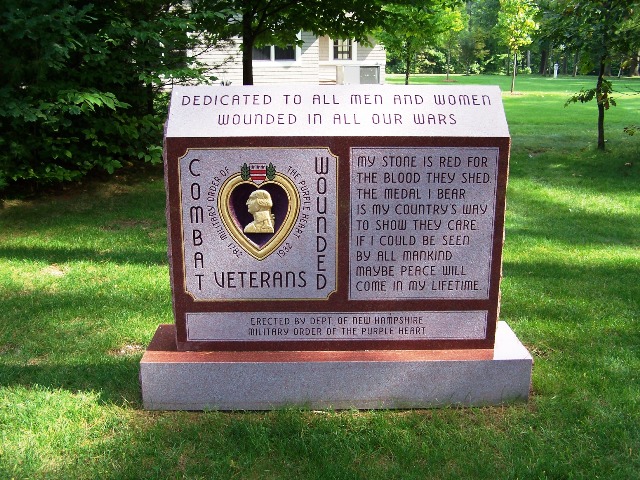 DEDICATED TO ALL MEN AND WOMEN
WOUNDED IN ALL OUR WARS
COMBAT
WOUNDED
VETERANS
MILITARY ORDER OF
THE PURPLE HEART
1782
1932
MY STONE IS RED FOR
THE BLOOD THEY SHED.
THE MEDAL I BEAR
IS MY COUNTRY'S WAY
TO SHOW THEY CARE.
IF I COULD BE SEEN
BY ALL MANKIND
MAYBE PEACE WILL
COME IN MY LIFETIME.
ERECTED BY DEPT. OF NEW HAMPSHIRE
MILITARY ORDER OF THE PURPLE HEART